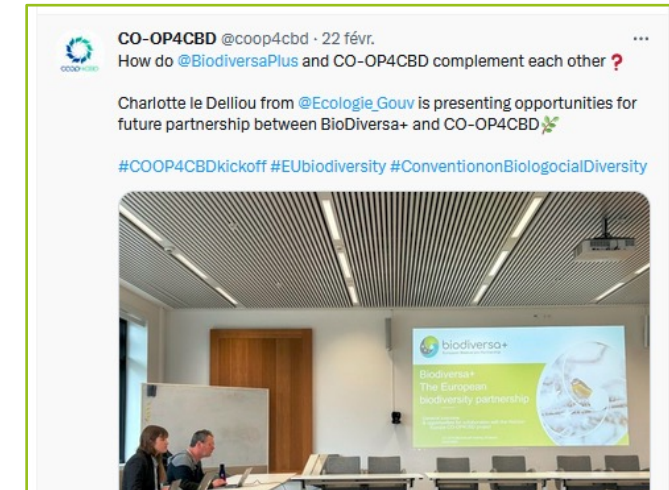 CO-OP4CBD @coop4cbd · 22 févr.
How do @BiodiversaPlus and CO-OP4CBD complement each other ❓
Charlotte le Delliou from @Ecologie_Gouv is presenting opportunities for
future partnership between BioDiversa+ and CO-OP4CBD🌿
#COOP4CBDkickoff #EUbiodiversity #ConventiononBiologocialDiversity
biodiversa+
Biodiversa+
The European
biodiversity partnership